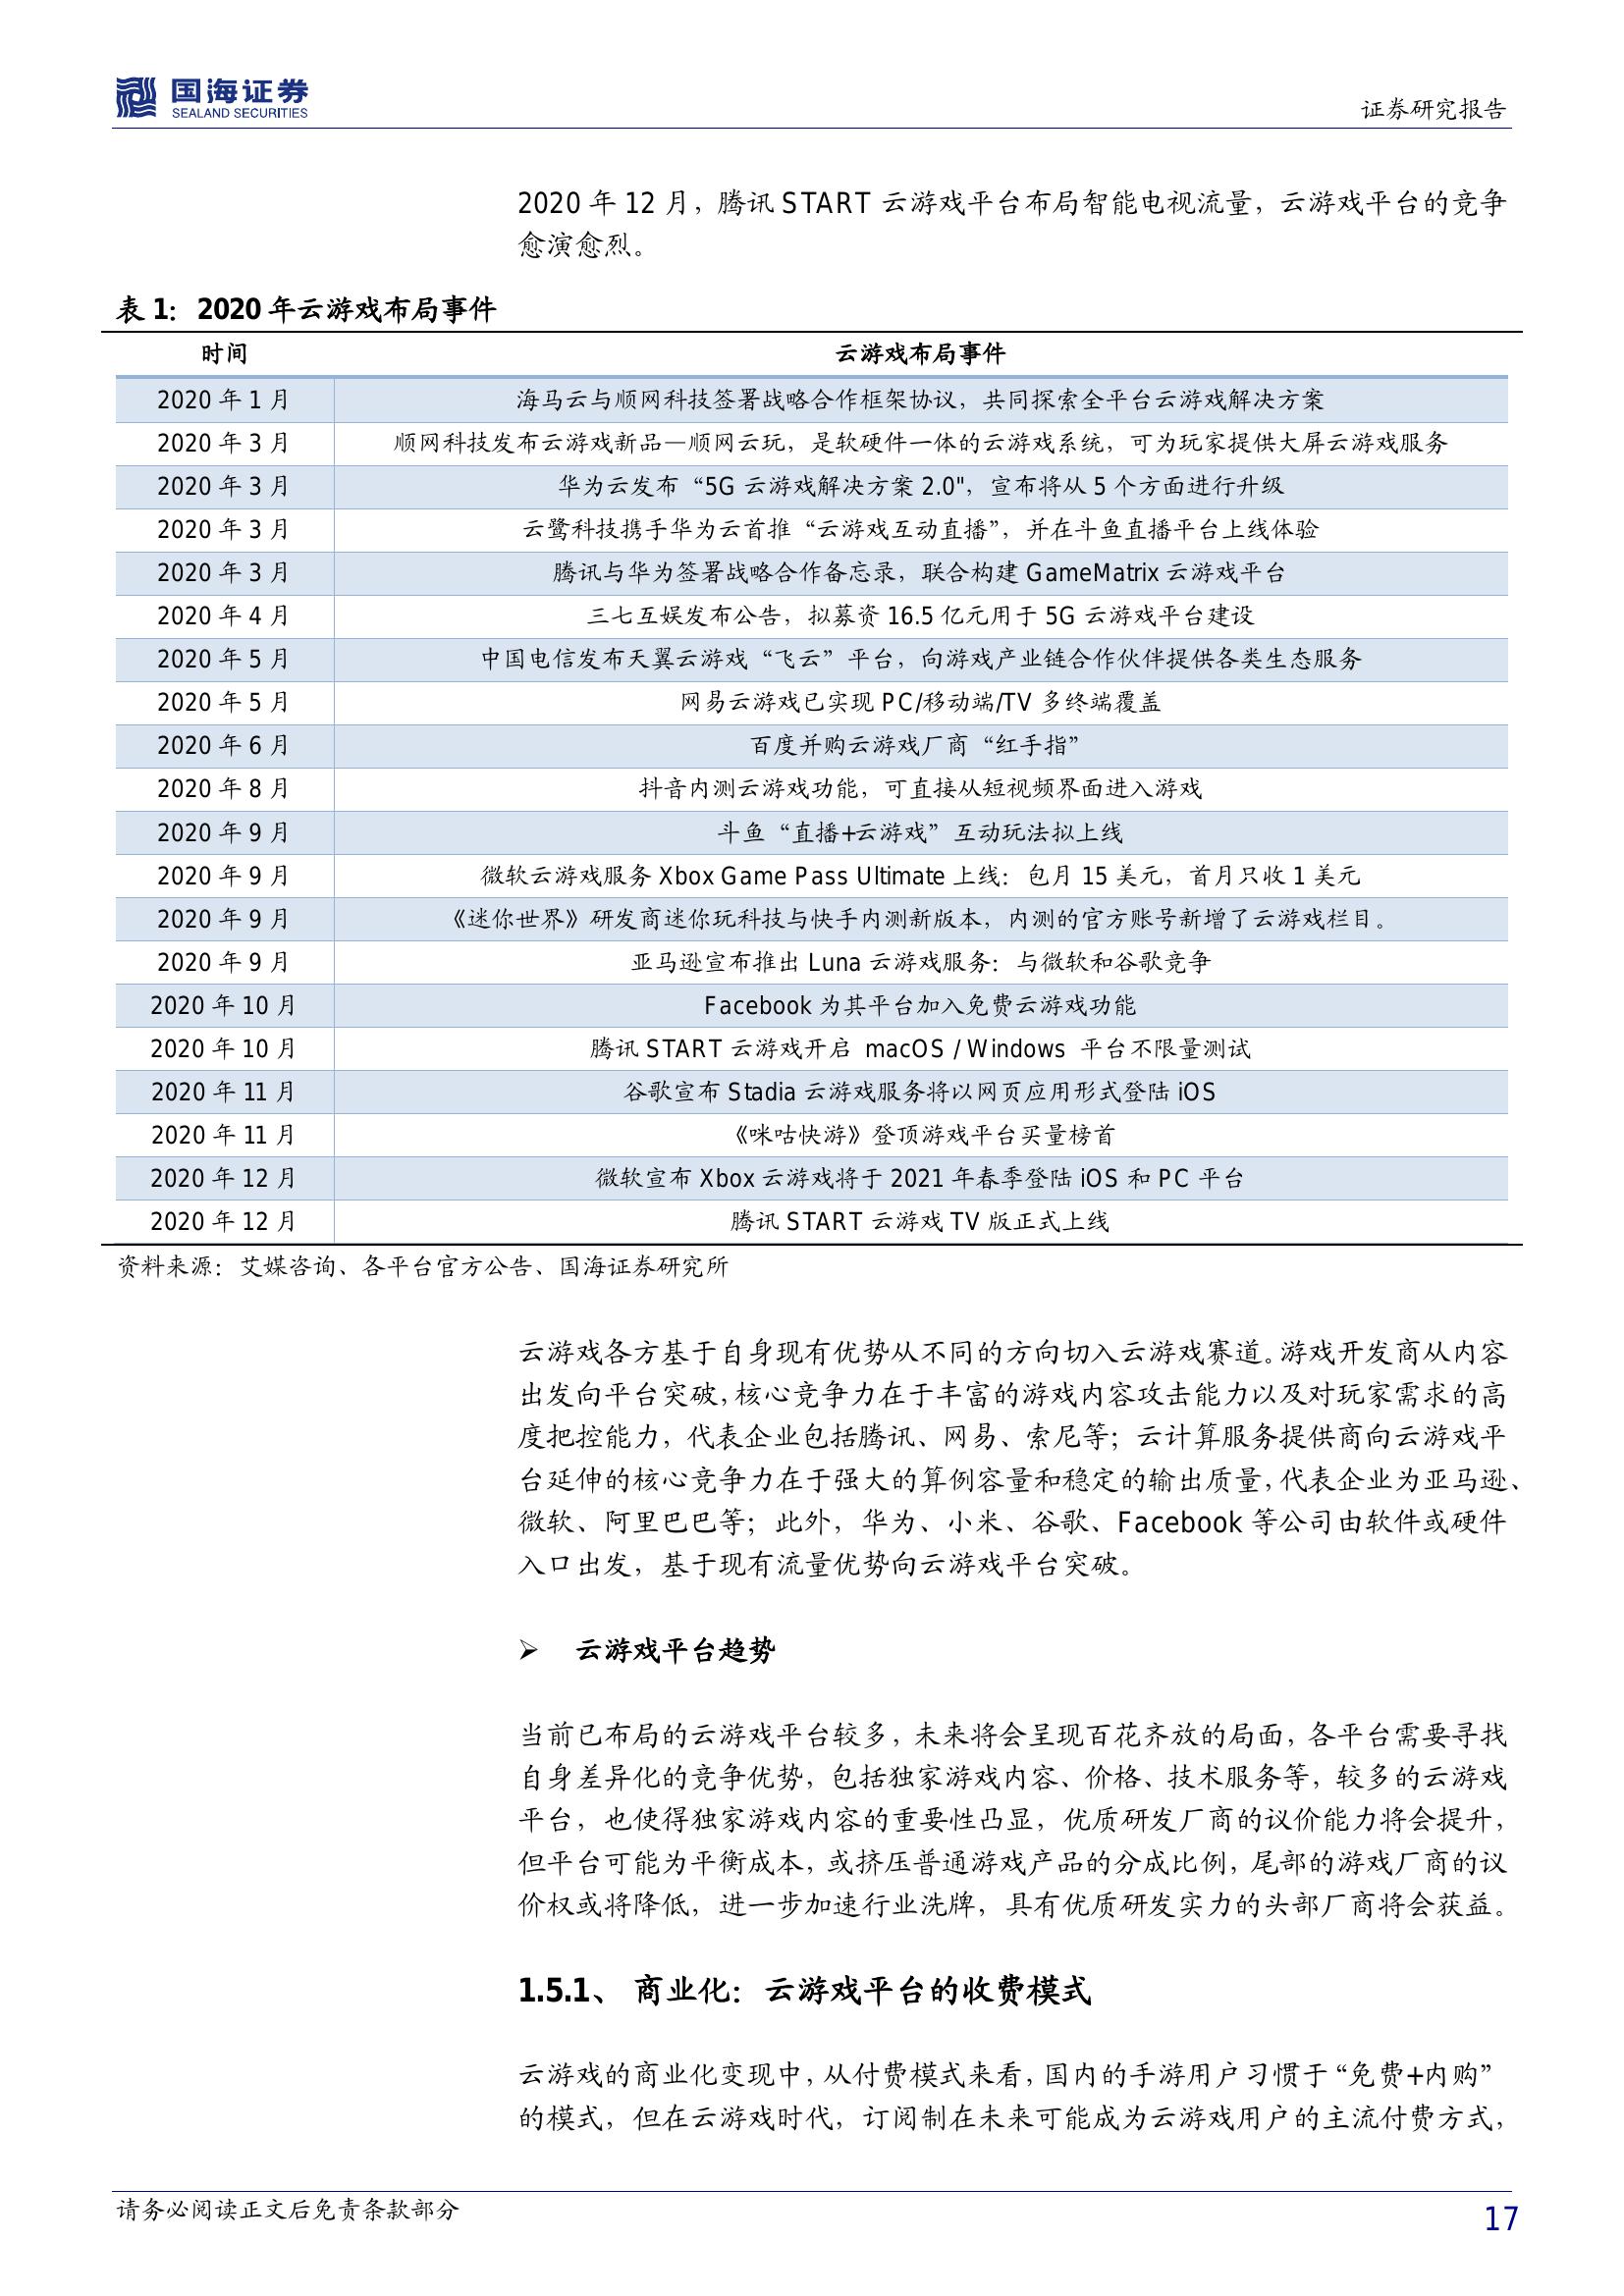 国海证券
SEALAND SECURITIES
证券研究报告
2020 年 12 月，腾讯 START 云游戏平台布局智能电视流量，云游戏平台的竞争
愈演愈烈。
表 1：2020 年云游戏布局事件
时间 云游戏布局事件
2020 年 1 月 海马云与顺网科技签署战略合作框架协议，共同探索全平台云游戏解决方案
2020 年 3 月 顺网科技发布云游戏新品—顺网云玩，是软硬件一体的云游戏系统，可为玩家提供大屏云游戏服务
2020 年 3 月 华为云发布“5G 云游戏解决方案 2.0"，宣布将从 5 个方面进行升级
2020 年 3 月 云鹭科技携手华为云首推“云游戏互动直播”，并在斗鱼直播平台上线体验
2020 年 3 月 腾讯与华为签署战略合作备忘录，联合构建 GameMatrix 云游戏平台
2020 年 4 月 三七互娱发布公告，拟募资 16.5 亿元用于 5G 云游戏平台建设
2020 年 5 月 中国电信发布天翼云游戏“飞云”平台，向游戏产业链合作伙伴提供各类生态服务
2020 年 5 月 网易云游戏已实现 PC/移动端/TV 多终端覆盖
2020 年 6 月 百度并购云游戏厂商“红手指”
2020 年 8 月 抖音内测云游戏功能，可直接从短视频界面进入游戏
2020 年 9 月 斗鱼“直播+云游戏”互动玩法拟上线
2020 年 9 月 微软云游戏服务 Xbox Game Pass Ultimate 上线：包月 15 美元，首月只收 1 美元
2020 年 9 月 《迷你世界》研发商迷你玩科技与快手内测新版本，内测的官方账号新增了云游戏栏目。
2020 年 9 月 亚马逊宣布推出 Luna 云游戏服务：与微软和谷歌竞争
2020 年 10 月 Facebook 为其平台加入免费云游戏功能
2020 年 10 月 腾讯 START 云游戏开启 macOS / Windows 平台不限量测试
2020 年 11 月 谷歌宣布 Stadia 云游戏服务将以网页应用形式登陆 iOS
2020 年 11 月 《咪咕快游》登顶游戏平台买量榜首
2020 年 12 月 微软宣布 Xbox 云游戏将于 2021 年春季登陆 iOS 和 PC 平台
2020 年 12 月 腾讯 START 云游戏 TV 版正式上线
资料来源：艾媒咨询、各平台官方公告、国海证券研究所
云游戏各方基于自身现有优势从不同的方向切入云游戏赛道。游戏开发商从内容
出发向平台突破，核心竞争力在于丰富的游戏内容攻击能力以及对玩家需求的高
度把控能力，代表企业包括腾讯、网易、索尼等；云计算服务提供商向云游戏平
台延伸的核心竞争力在于强大的算例容量和稳定的输出质量，代表企业为亚马逊、
微软、阿里巴巴等；此外，华为、小米、谷歌、Facebook 等公司由软件或硬件
入口出发，基于现有流量优势向云游戏平台突破。
➢ 云游戏平台趋势
当前已布局的云游戏平台较多，未来将会呈现百花齐放的局面，各平台需要寻找
自身差异化的竞争优势，包括独家游戏内容、价格、技术服务等，较多的云游戏
平台，也使得独家游戏内容的重要性凸显，优质研发厂商的议价能力将会提升，
但平台可能为平衡成本，或挤压普通游戏产品的分成比例，尾部的游戏厂商的议
价权或将降低，进一步加速行业洗牌，具有优质研发实力的头部厂商将会获益。
1.5.1、 商业化：云游戏平台的收费模式
云游戏的商业化变现中，从付费模式来看，国内的手游用户习惯于“免费+内购”
的模式，但在云游戏时代，订阅制在未来可能成为云游戏用户的主流付费方式，
请务必阅读正文后免责条款部分
17